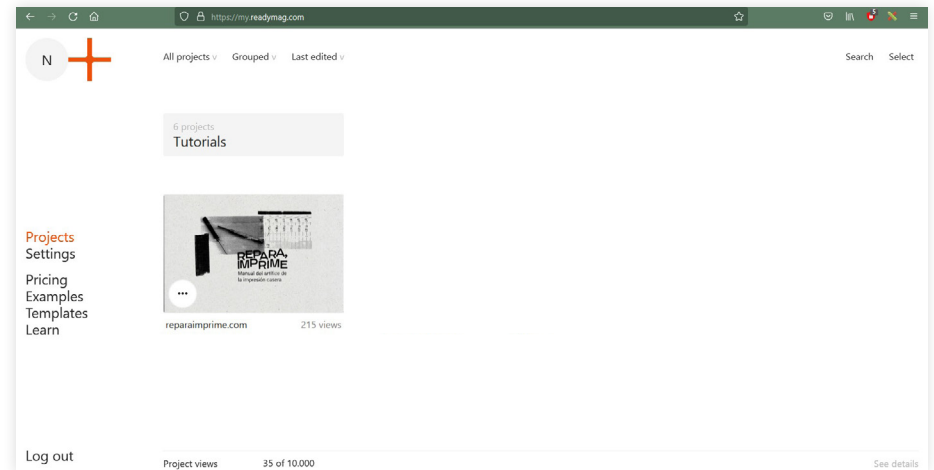 https://my.readymag.com
5
N
All projects v Grouped v Last edited v
Search Select
6 projects
Tutorials
REPARA,
IMPRIME
Manual del artífice de
la impresión casera
reparaimprime.com 215 views
Projects
Settings
Pricing
Examples
Templates
Learn
Log out
Project views 35 of 10.000
See details